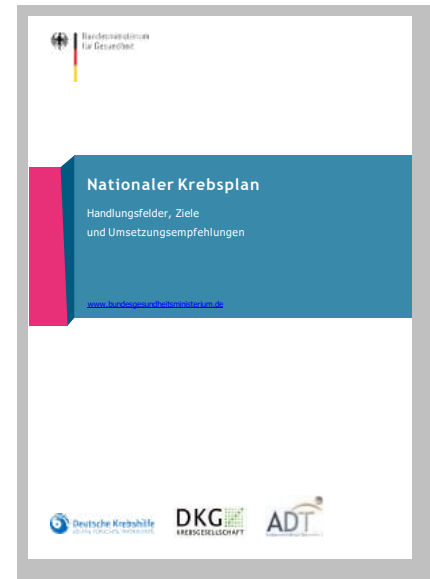 Bundesministerium
für Gesundheit
Nationaler Krebsplan
Handlungsfelder, Ziele
und Umsetzungsempfehlungen
www.bundesgesundheitsministerium.de
Deutsche Krebshilfe
DKG
KREBSGESELLSCHAFT
ADT